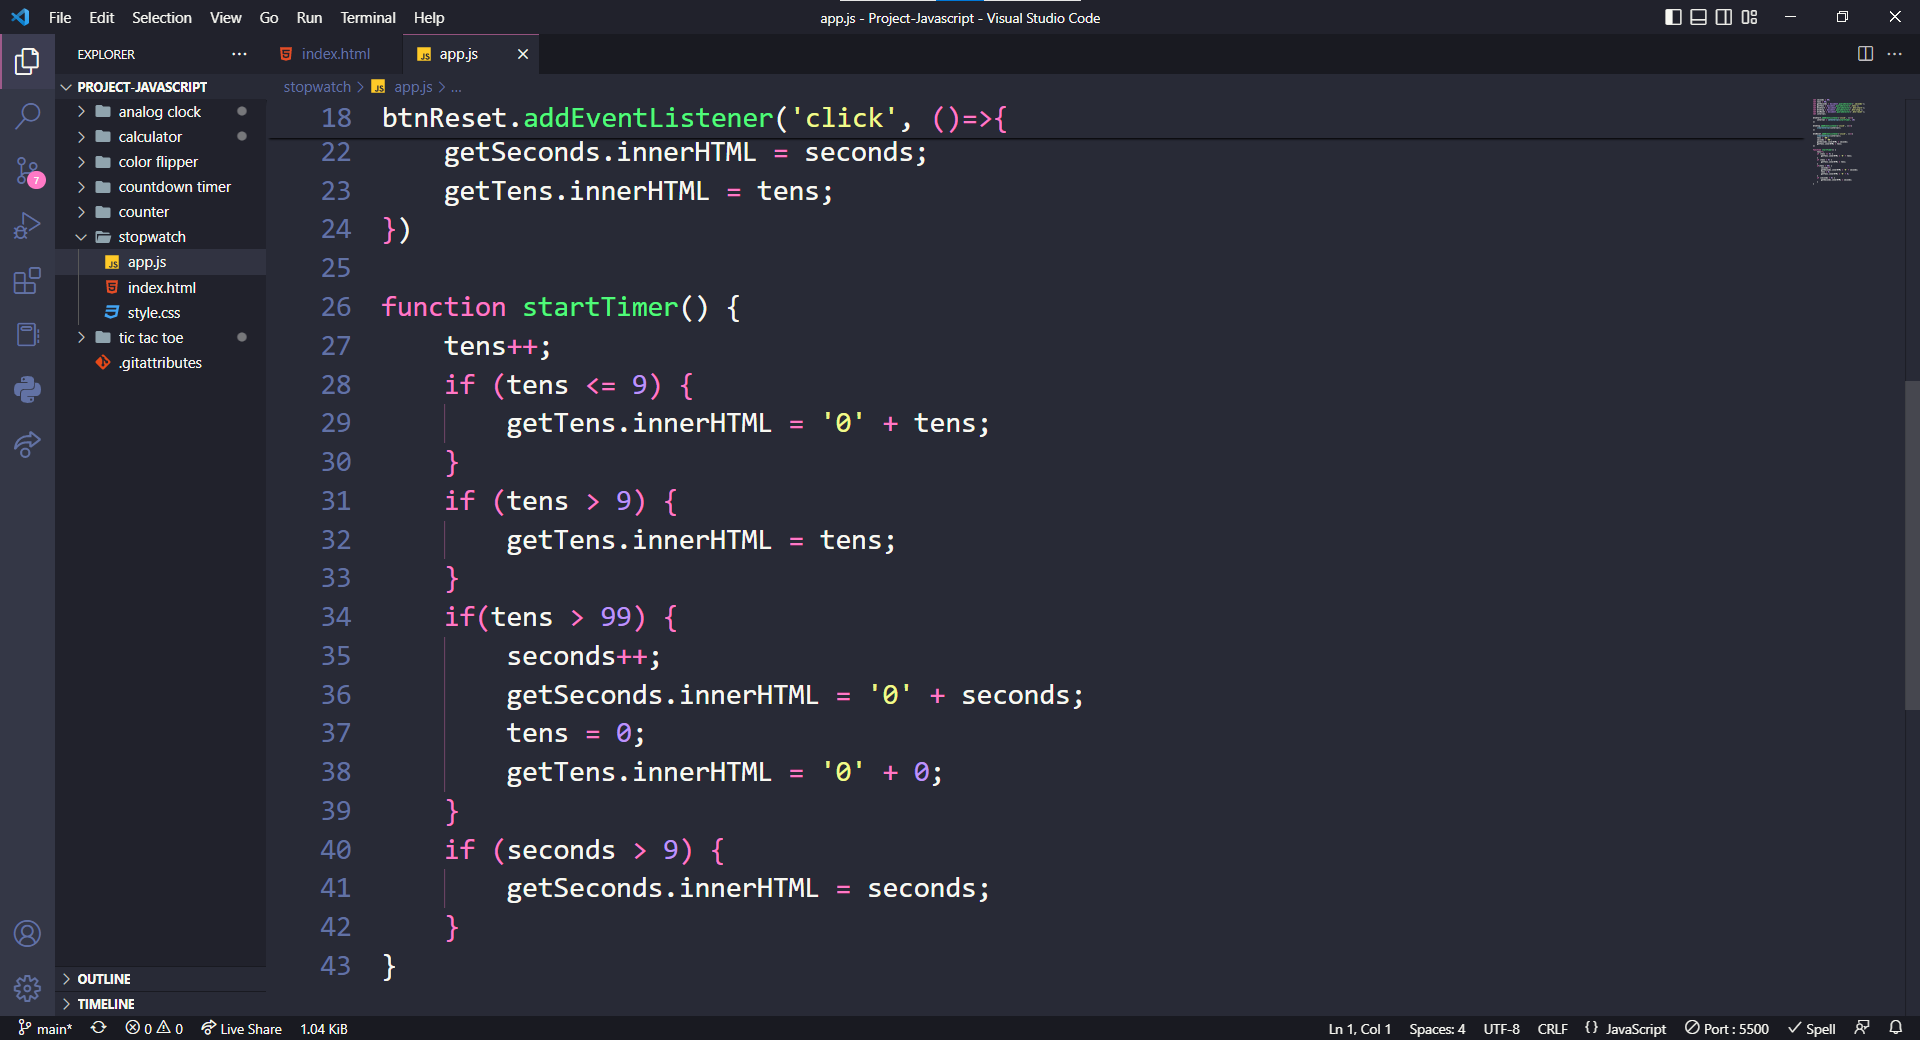 File Edit Selection View Go Run Terminal Help
app.js - Project-Javascript - Visual Studio Code
EXPLORER
index.html
app.js
PROJECT-JAVASCRIPT
analog clock
calculator
color flipper
countdown timer
counter
stopwatch
app.js
index.html
style.css
tic tac toe
.gitattributes
OUTLINE
TIMELINE
7
stopwatch > JS app.js > ...
18 btnReset.addEventListener('click', ()=>{
22 getSeconds.innerHTML = seconds;
23 getTens.innerHTML = tens;
24 })
25
26 function startTimer() {
27 tens++;
28 if (tens <= 9) {
29 getTens.innerHTML = '0' + tens;
30 }
31 if (tens > 9) {
32 getTens.innerHTML = tens;
33 }
34 if(tens > 99) {
35 seconds++;
36 getSeconds.innerHTML = '0' + seconds;
37 tens = 0;
38 getTens.innerHTML = '0' + 0;
39 }
40 if (seconds > 9) {
41 getSeconds.innerHTML = seconds;
42 }
43 }
main* 0 0 Live Share 1.04 KiB Ln 1, Col 1 Spaces: 4 UTF-8 CRLF {} JavaScript Port : 5500 Spell